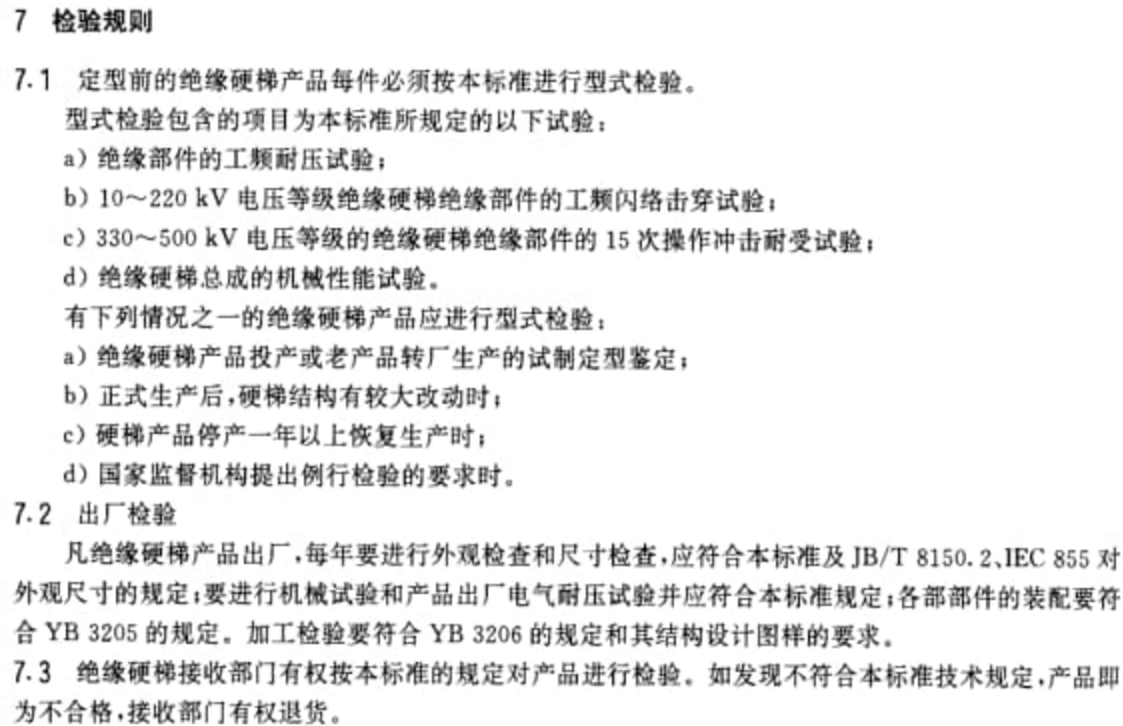 7 检验规则
7.1 定型前的绝缘硬梯产品每件必须按本标准进行型式检验。
型式检验包含的项目为本标准所规定的以下试验：
a）绝缘部件的工频耐压试验；
b）10～220 kV 电压等级绝缘硬梯绝缘部件的工频闪络击穿试验；
c）330～500 kV 电压等级的绝缘硬梯绝缘部件的 15 次操作冲击耐受试验；
d）绝缘硬梯总成的机械性能试验。
有下列情况之一的绝缘硬梯产品应进行型式检验：
a）绝缘硬梯产品投产或老产品转厂生产的试制定型鉴定；
b）正式生产后，硬梯结构有较大改动时；
c）硬梯产品停产一年以上恢复生产时；
d）国家监督机构提出例行检验的要求时。
7.2 出厂检验
凡绝缘硬梯产品出厂，每年要进行外观检查和尺寸检查，应符合本标准及 JB/T 8150.2、IEC 855 对
外观尺寸的规定；要进行机械试验和产品出厂电气耐压试验并应符合本标准规定；各部部件的装配要符
合 YB 3205 的规定。加工检验要符合 YB 3206 的规定和其结构设计图样的要求。
7.3 绝缘硬梯接收部门有权按本标准的规定对产品进行检验。如发现不符合本标准技术规定，产品即
为不合格，接收部门有权退货。